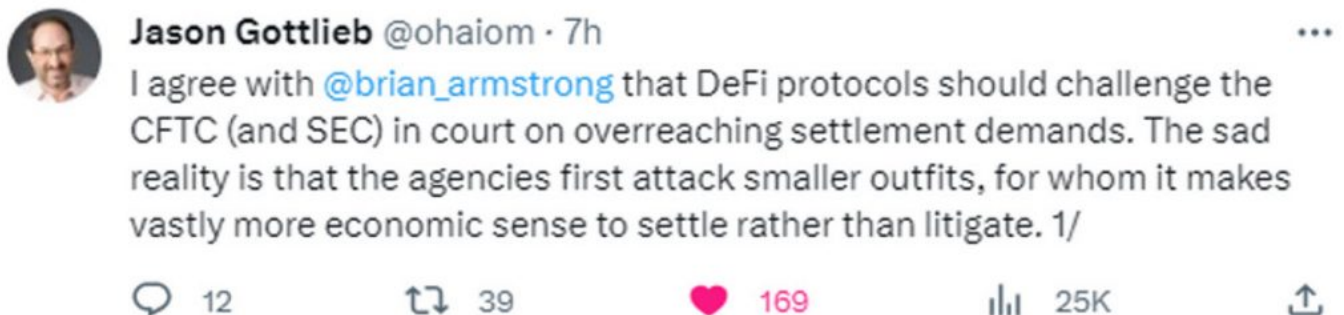 Jason Gottlieb @ohaiom · 7h
I agree with @brian_armstrong that DeFi protocols should challenge the
CFTC (and SEC) in court on overreaching settlement demands. The sad
reality is that the agencies first attack smaller outfits, for whom it makes
vastly more economic sense to settle rather than litigate. 1/
12 39 169 25K